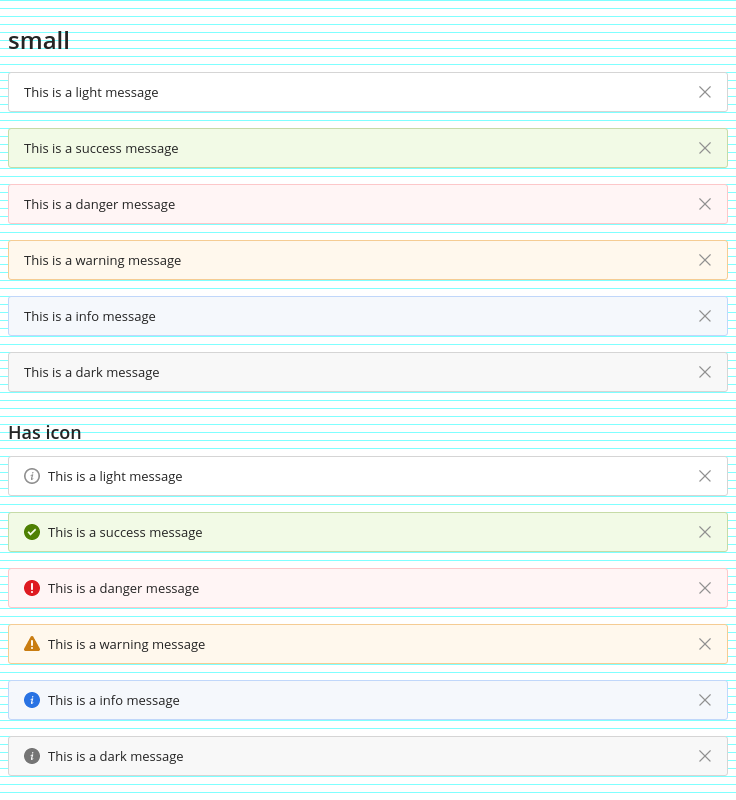 small
This is a light message
This is a success message
This is a danger message
This is a warning message
This is a info message
This is a dark message
Has icon
This is a light message
This is a success message
This is a danger message
This is a warning message
This is a info message
This is a dark message